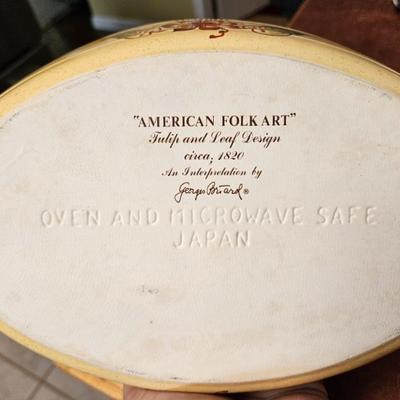 "AMERICAN FOLK ART"
Tulip and Leaf Design
circa, 1820
An Interpretation by
Georges Briard®
OVEN AND MICROWAVE SAFE
JAPAN